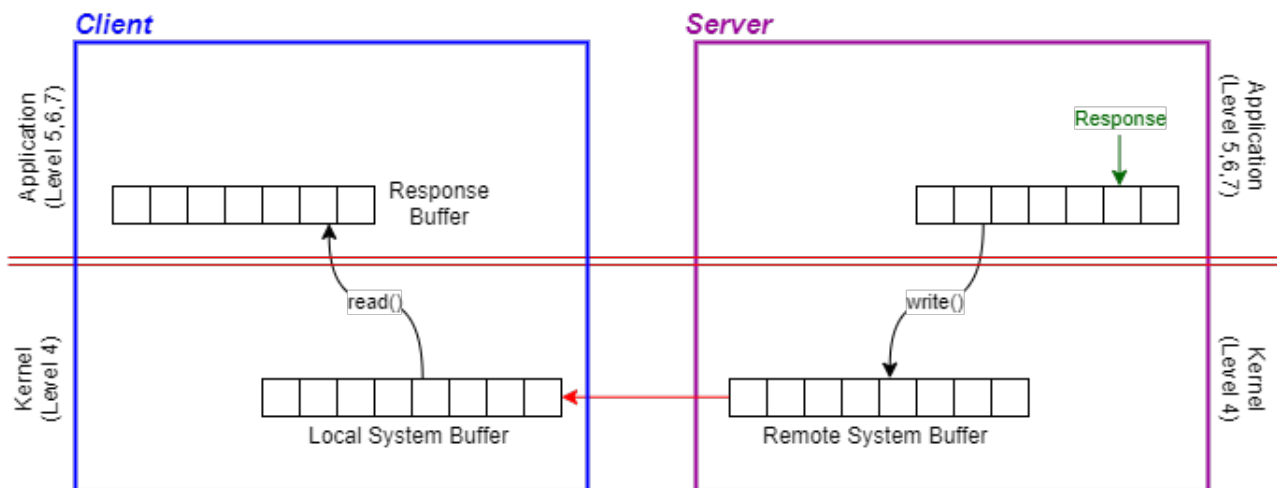 Client
Server
Application
(Level 5,6,7)
Application
(Level 5,6,7)
Response
Response
Buffer
read()
write()
Kernel
(Level 4)
Kernel
(Level 4)
Local System Buffer
Remote System Buffer